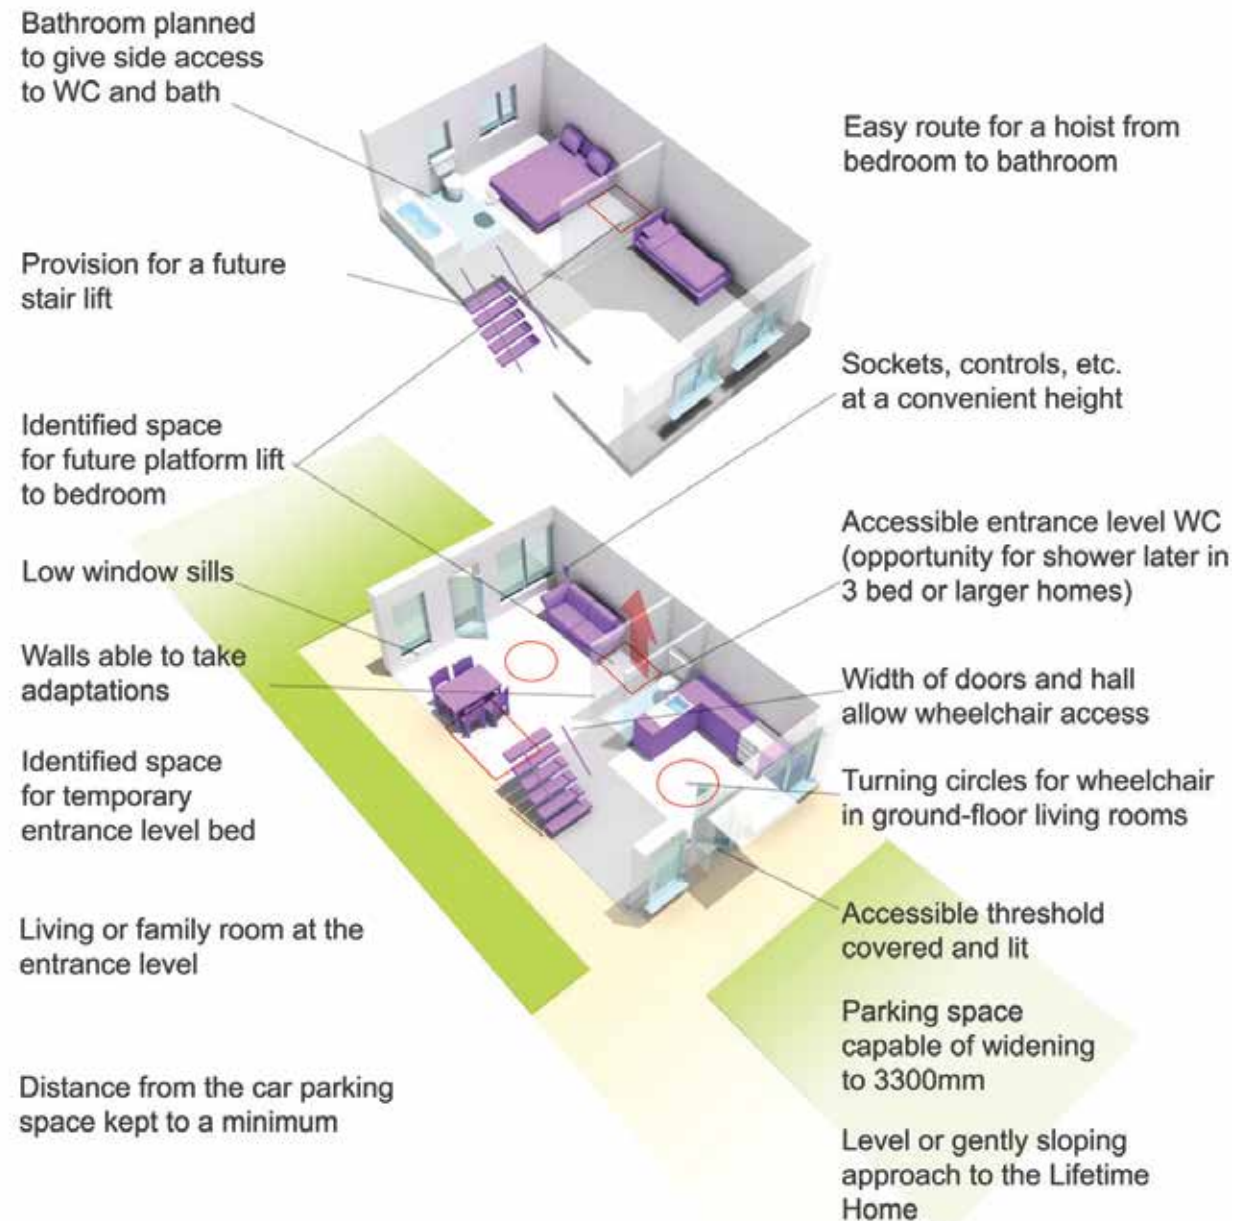 Bathroom planned
to give side access
to WC and bath
Provision for a future
stair lift
Identified space
for future platform lift
to bedroom
Low window sills
Walls able to take
adaptations
Identified space
for temporary
entrance level bed
Living or family room at the
entrance level
Distance from the car parking
space kept to a minimum
Easy route for a hoist from
bedroom to bathroom
Sockets, controls, etc.
at a convenient height
Accessible entrance level WC
(opportunity for shower later in
3 bed or larger homes)
Width of doors and hall
allow wheelchair access
Turning circles for wheelchair
in ground-floor living rooms
Accessible threshold
covered and lit
Parking space
capable of widening
to 3300mm
Level or gently sloping
approach to the Lifetime
Home